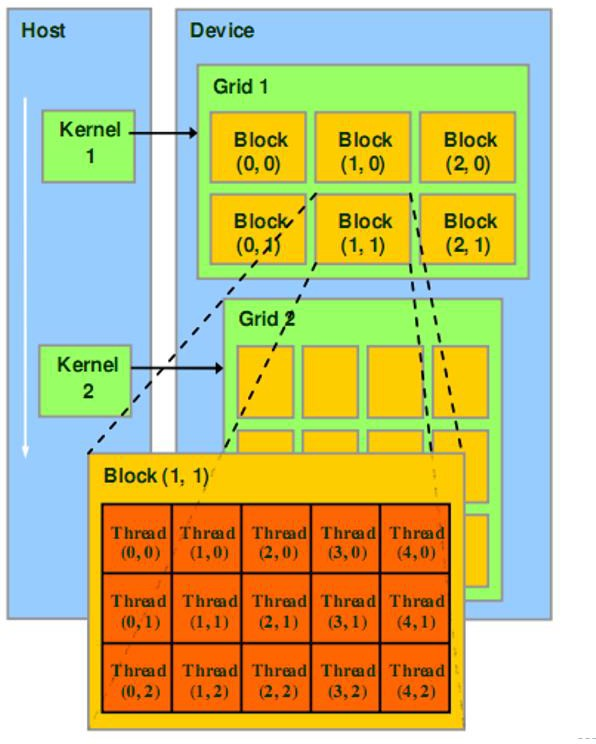 Host
Device
Grid 1
Kernel
1
Block
(0, 0)
Block
(1, 0)
Block
(2, 0)
Block
(0, 1)
Block
(1, 1)
Block
(2, 1)
Grid 2
Kernel
2
Block (1, 1)
Thread
(0, 0)
Thread
(1, 0)
Thread
(2, 0)
Thread
(3, 0)
Thread
(4, 0)
Thread
(0, 1)
Thread
(1, 1)
Thread
(2, 1)
Thread
(3, 1)
Thread
(4, 1)
Thread
(0, 2)
Thread
(1, 2)
Thread
(2, 2)
Thread
(3, 2)
Thread
(4, 2)